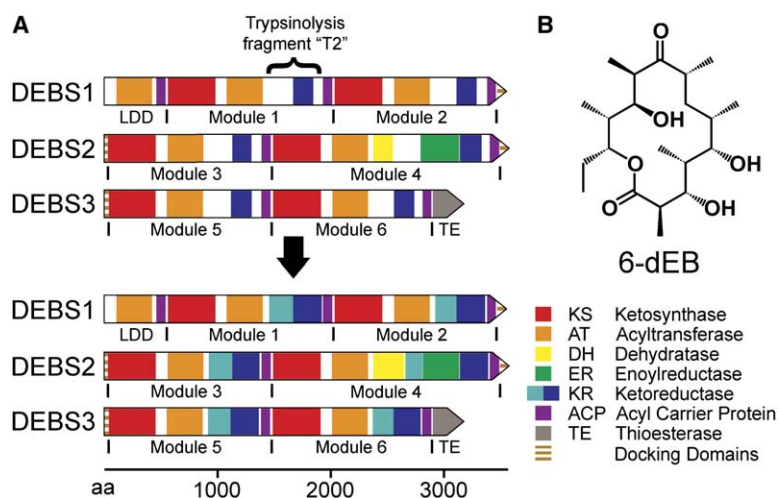 A
Trypsinolysis
fragment “T2”
DEBS1
LDD Module 1 Module 2
DEBS2
Module 3 Module 4
DEBS3
Module 5 Module 6 TE
DEBS1
LDD Module 1 Module 2
DEBS2
Module 3 Module 4
DEBS3
Module 5 Module 6 TE
aa 1000 2000 3000
B
O
OH
O
OH
O
OH
6-dEB
KS Ketosynthase
AT Acyltransferase
DH Dehydratase
ER Enoylreductase
KR Ketoreductase
ACP Acyl Carrier Protein
TE Thioesterase
Docking Domains